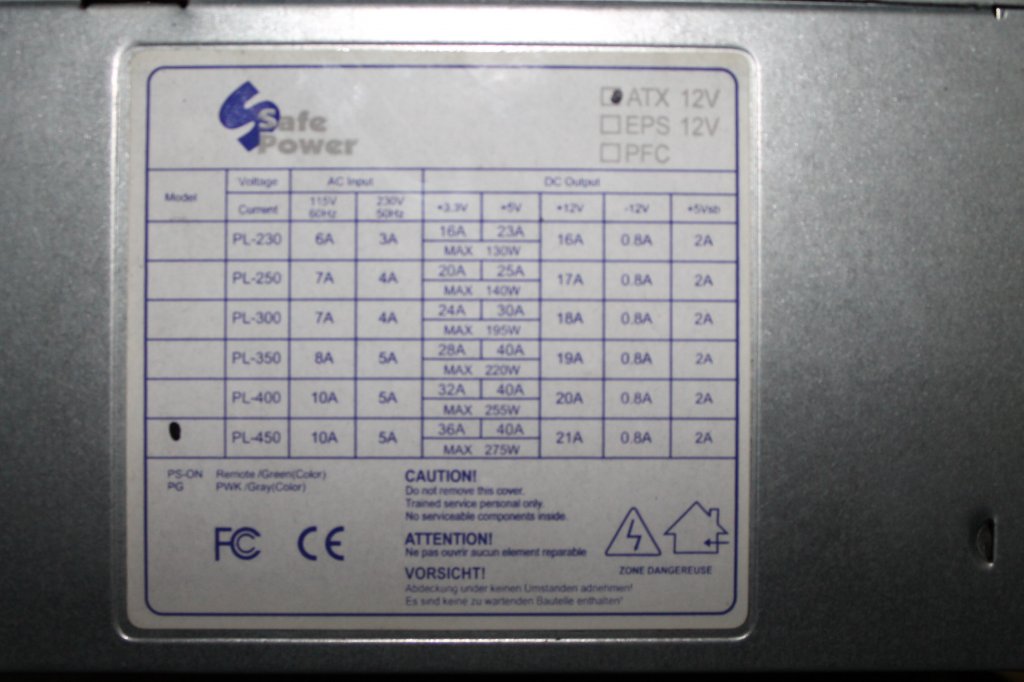 Safe
Power
ATX 12V
EPS 12V
PFC
Model Voltage AC Input DC Output
Current 115V 60Hz 230V 50Hz +3.3V +5V +12V -12V +5Vsb
PL-230 6A 3A 16A 23A 16A 0.8A 2A
MAX 130W
PL-250 7A 4A 20A 25A 17A 0.8A 2A
MAX 140W
PL-300 7A 4A 24A 30A 18A 0.8A 2A
MAX 195W
PL-350 8A 5A 28A 40A 19A 0.8A 2A
MAX 220W
PL-400 10A 5A 32A 40A 20A 0.8A 2A
MAX 255W
PL-450 10A 5A 36A 40A 21A 0.8A 2A
MAX 275W
PS-ON Remote /Green(Color)
PG PWK /Gray(Color)
CAUTION!
Do not remove this cover.
Trained service personal only.
No serviceable components inside.
ATTENTION!
Ne pas ouvrir aucun element reparable
VORSICHT!
Abdeckung under keinen Umstanden adnehmen!
Es sind keine zu wartenden Bauteile enthalten*
FC CE
ZONE DANGEREUSE